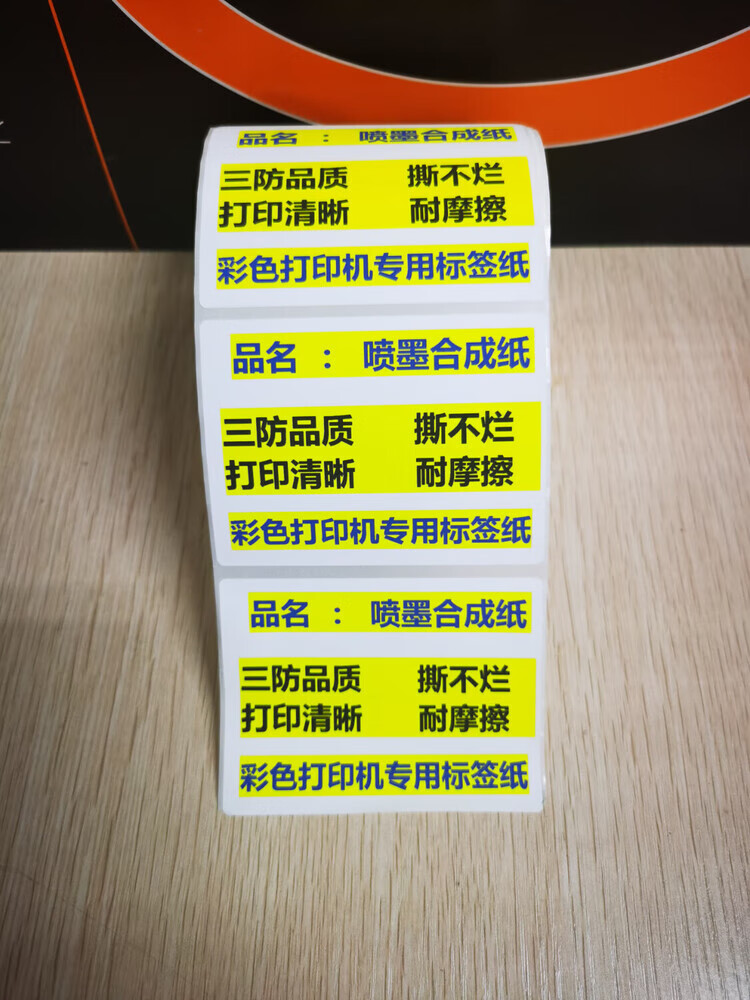 品名 ： 喷墨合成纸
三防品质 撕不烂
打印清晰 耐摩擦
彩色打印机专用标签纸
品名 ： 喷墨合成纸
三防品质 撕不烂
打印清晰 耐摩擦
彩色打印机专用标签纸
品名 ： 喷墨合成纸
三防品质 撕不烂
打印清晰 耐摩擦
彩色打印机专用标签纸